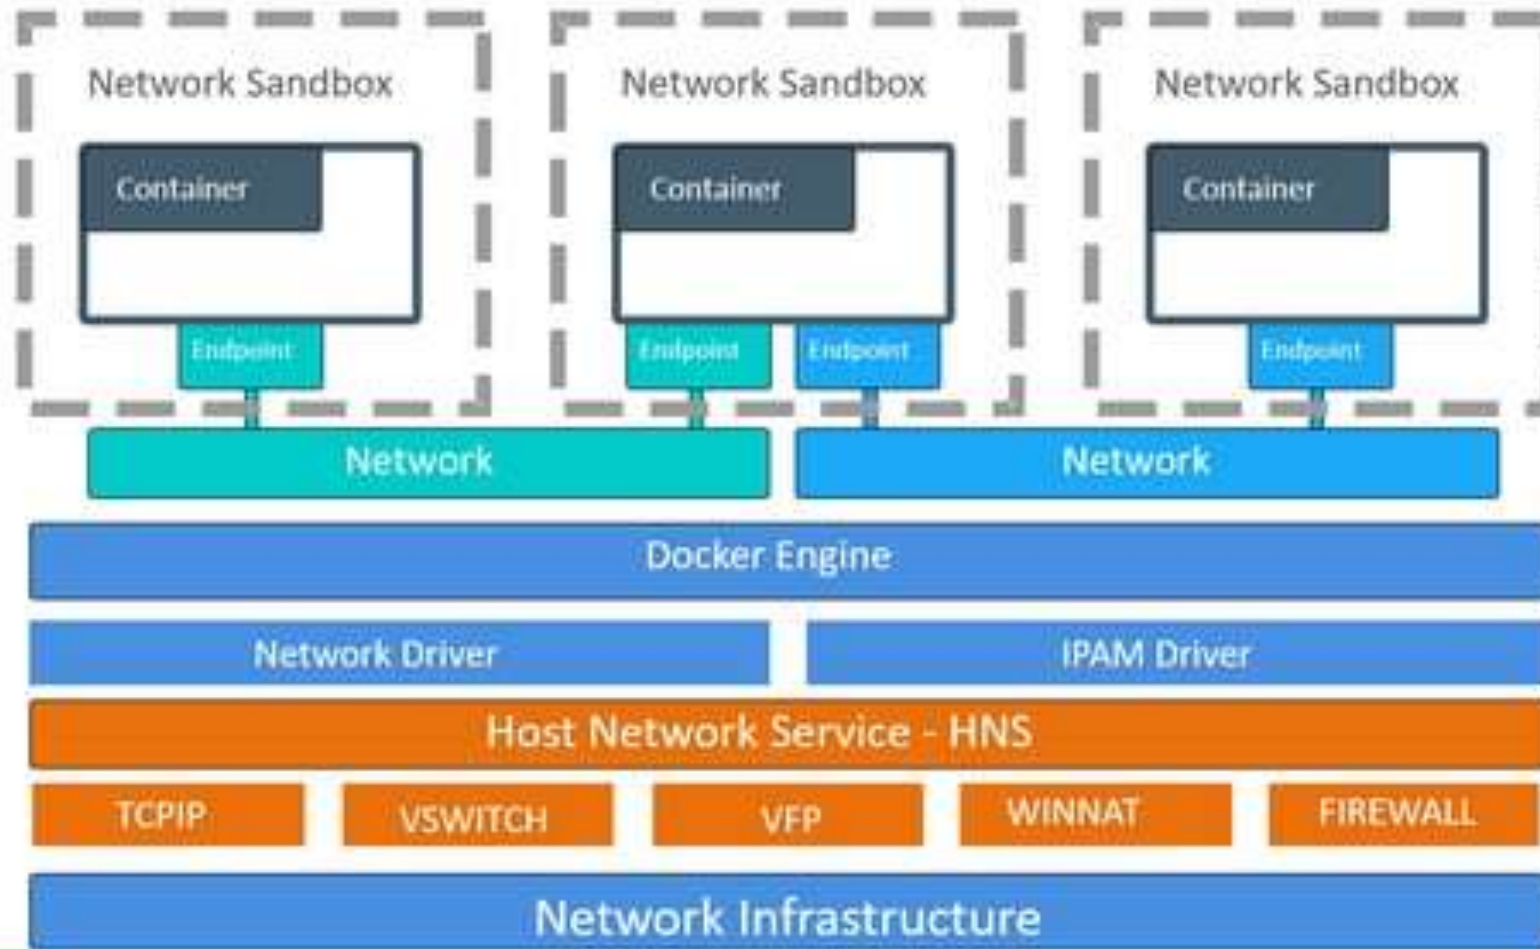 Network Sandbox
Network Sandbox
Network Sandbox
Container
Container
Container
Endpoint
Endpoint
Endpoint
Endpoint
Network
Network
Docker Engine
Network Driver
IPAM Driver
Host Network Service - HNS
TCPIP
VSWITCH
VFP
WINNAT
FIREWALL
Network Infrastructure